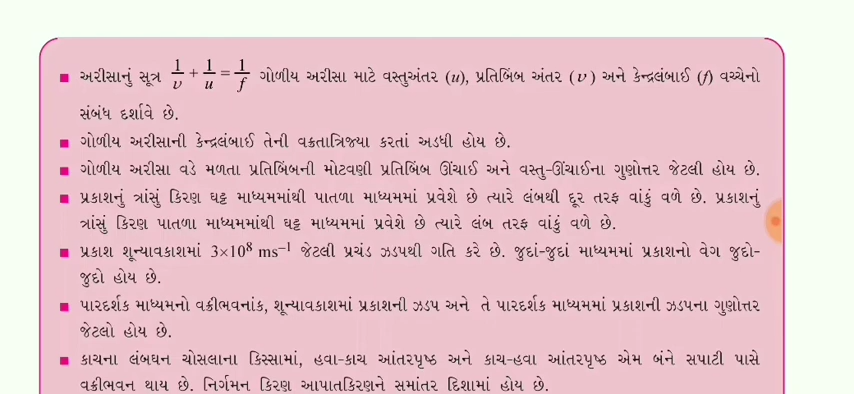 ■ અરીસાનું સૂત્ર 1/v + 1/u = 1/f ગોળીય અરીસા માટે વસ્તુઅંતર (u), પ્રતિબિંબ અંતર (v) અને કેન્દ્રલંબાઈ (f) વચ્ચેનો
સંબંધ દર્શાવે છે.
■ ગોળીય અરીસાની કેન્દ્રલંબાઈ તેની વક્રતાત્રિજ્યા કરતાં અડધી હોય છે.
■ ગોળીય અરીસા વડે મળતા પ્રતિબિંબની મોટવણી પ્રતિબિંબ ઊંચાઈ અને વસ્તુ-ઊંચાઈના ગુણોત્તર જેટલી હોય છે.
■ પ્રકાશનું ત્રાંસું કિરણ ઘટ્ટ માધ્યમમાંથી પાતળા માધ્યમમાં પ્રવેશે છે ત્યારે લંબથી દૂર તરફ વાંકું વળે છે. પ્રકાશનું
ત્રાંસું કિરણ પાતળા માધ્યમમાંથી ઘટ્ટ માધ્યમમાં પ્રવેશે છે ત્યારે લંબ તરફ વાંકું વળે છે.
■ પ્રકાશ શૂન્યાવકાશમાં 3×10⁸ ms⁻¹ જેટલી પ્રચંડ ઝડપથી ગતિ કરે છે. જુદાં-જુદાં માધ્યમમાં પ્રકાશનો વેગ જુદો-
જુદો હોય છે.
■ પારદર્શક માધ્યમનો વક્રીભવનાંક, શૂન્યાવકાશમાં પ્રકાશની ઝડપ અને તે પારદર્શક માધ્યમમાં પ્રકાશની ઝડપના ગુણોત્તર
જેટલો હોય છે.
■ કાચના લંબઘન ચોસલાના કિસ્સામાં, હવા-કાચ આંતરપૃષ્ઠ અને કાચ-હવા આંતરપૃષ્ઠ એમ બંને સપાટી પાસે
વક્રીભવન થાય છે. નિર્ગમન કિરણ આપાતકિરણને સમાંતર દિશામાં હોય છે.